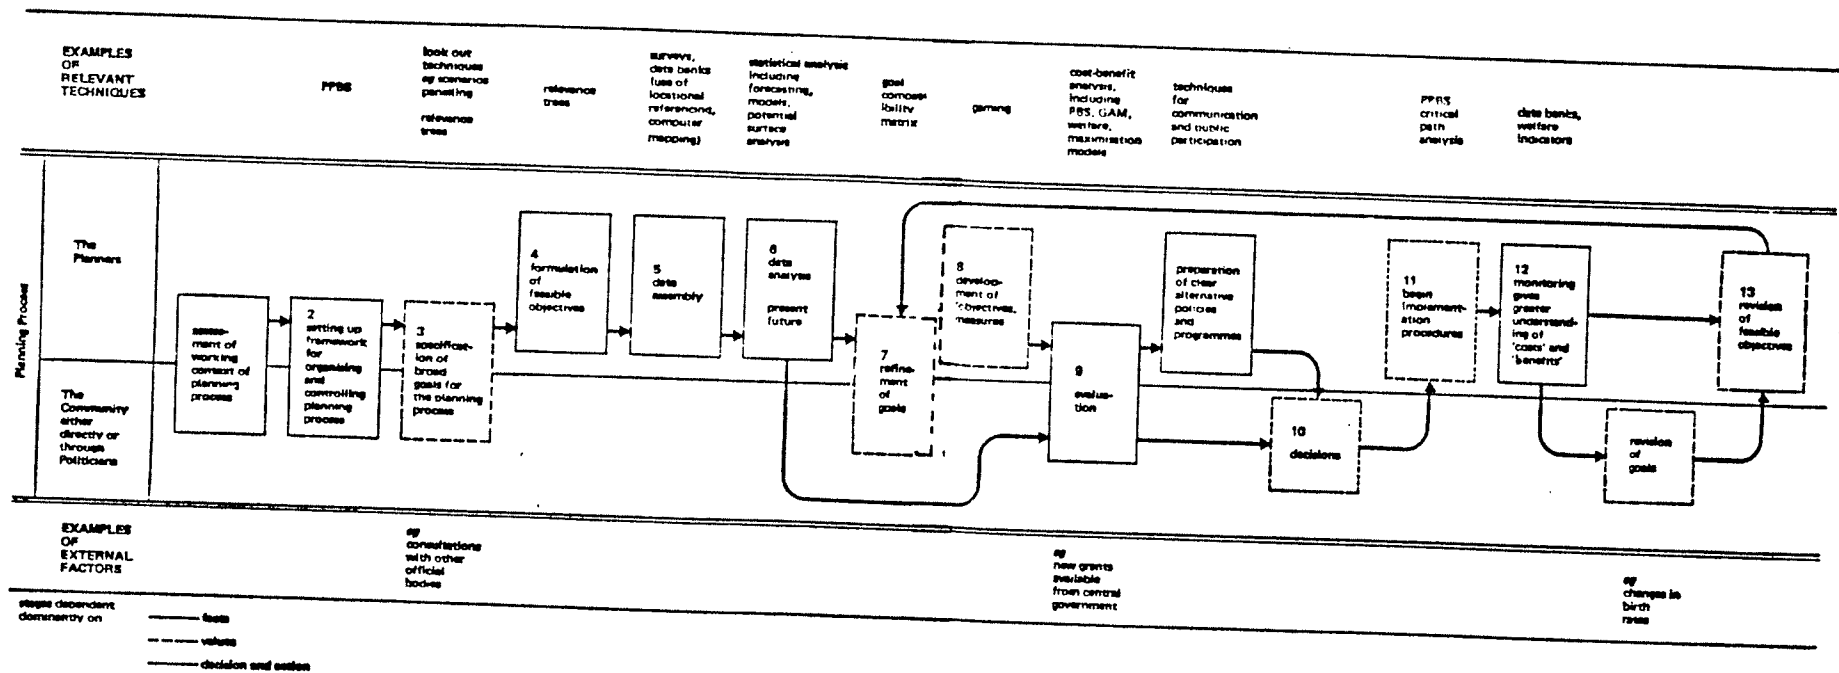 EXAMPLES
OF
RELEVANT
TECHNIQUES
PPBS
look out
techniques
eg scenarios
panelling
relevance
trees
relevance
trees
surveys,
data banks
(use of
locational
referencing,
computer
mapping)
statistical analysis
including
forecasting,
models,
potential
surface
analysis
goal
compat-
ibility
matrix
gaming
cost-benefit
analysis,
including
PBS, GAM,
welfare,
maximisation
models
techniques
for
communication
and public
participation
PPBS
critical
path
analysis
data banks,
welfare
indicators
Planning Process
The
Planners
The
Community
either
directly or
through
Politicians
assess-
ment of
working
context of
planning
process
2
setting up
framework
for
organising
and
controlling
planning
process
3
specificat-
ion of
broad
goals for
the planning
process
4
formulation
of
feasible
objectives
5
data
assembly
6
data
analysis
present
future
7
refine-
ment
of
goals
8
develop-
ment of
'objectives,
measures
9
evalua-
tion
preparation
of clear
alternative
policies
and
programmes
10
decisions
11
begin
implement-
ation
procedures
12
monitoring
gives
greater
understand-
ing of
'costs' and
'benefits'
revision
of
goals
13
revision
of
feasible
objectives
EXAMPLES
OF
EXTERNAL
FACTORS
eg
consultations
with other
official
bodies
eg
new grants
available
from central
government
eg
changes in
birth
rates
stages dependent
dominantly on
facts
values
decision and action